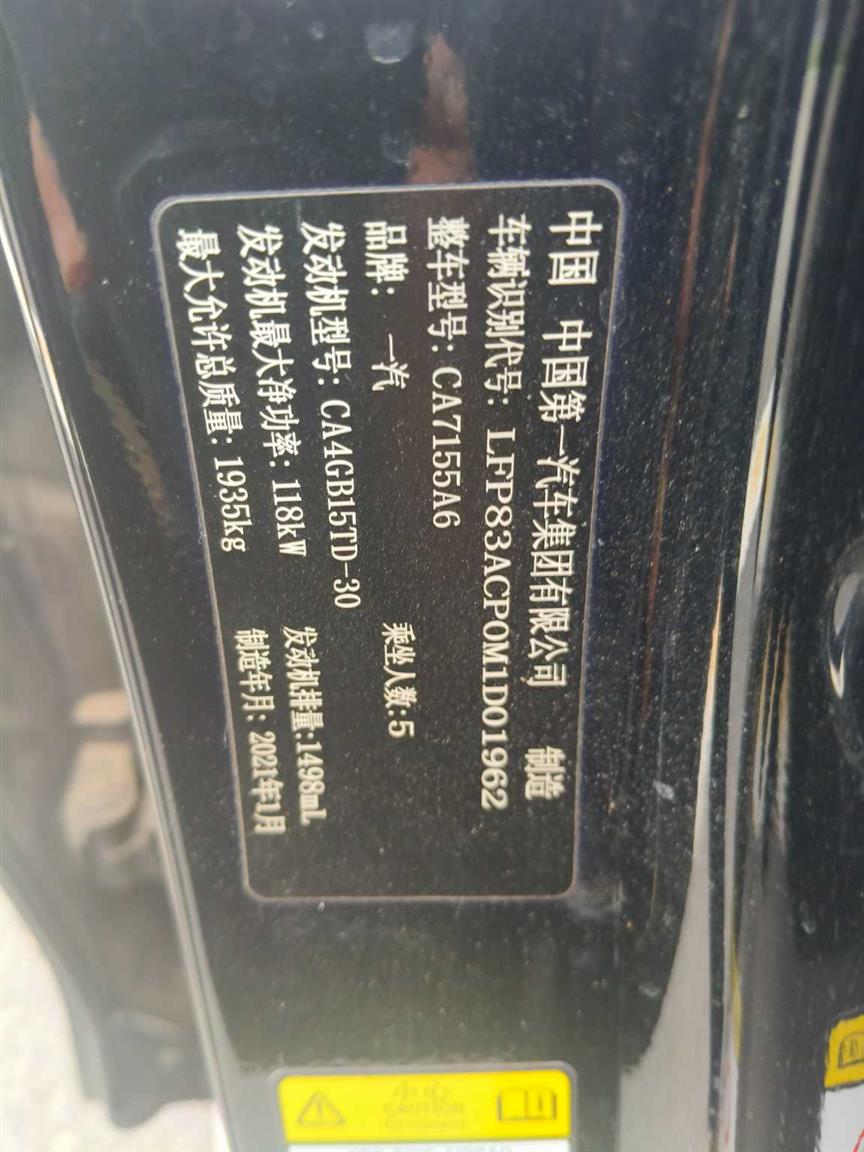 中国 中国第一汽车集团有限公司 制造
车辆识别代号: LFP83ACP0M1D01962
整车型号: CA7155A6
品牌: 一汽 乘坐人数:5
发动机型号: CA4GB15TD-30
发动机最大净功率: 118kW 发动机排量:1498mL
最大允许总质量: 1935kg 制造年月: 2021年1月
小心
CAUTION